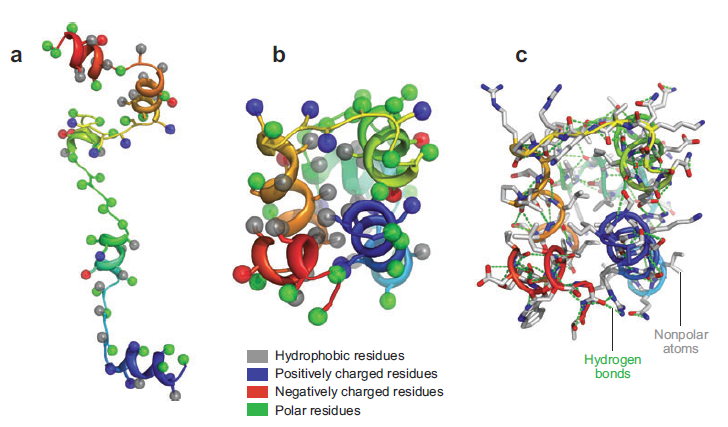 a
b
c
Hydrophobic residues
Positively charged residues
Negatively charged residues
Polar residues
Nonpolar
atoms
Hydrogen
bonds